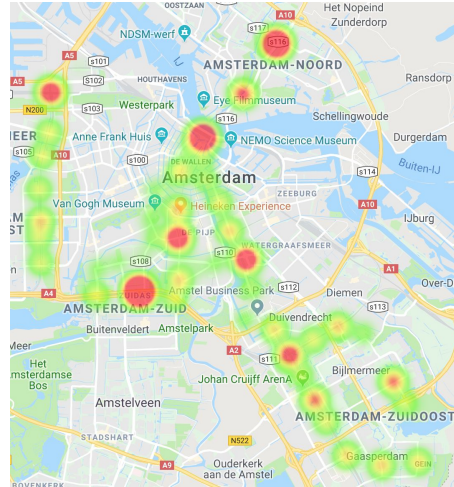 OOSTZAAN
Het Nopeind
Zunderdorp
A10
s117
s116
NDSM-werf
AMSTERDAM-NOORD
A5
s101
S102
HOUTHAVENS
Ransdorp
A5
N200
s103
Westerpark
Eye Filmmuseum
s116
Schellingwoude
MEER
Anne Frank Huis
NEMO Science Museum
Durgerdam
s105
A10
s100
DE WALLEN
s114
Buiten-IJ
Amsterdam
ZEEBURG
A10
Van Gogh Museum
Heineken Experience
IJburg
DE PIJP
WATERGRAAFSMEER
s110
s108
A1
A4
ZUIDAS
Amstel Business Park
s112
Diemen
Over-D
AMSTERDAM-ZUID
s113
Buitenveldert
Amstelpark
Duivendrecht
A2
Meer
Het
Amsterdamse
Bos
s111
Johan Cruijff ArenA
Bijlmermeer
Amstelveen
AMSTERDAM-ZUIDOOST
STADSHART
N522
Gaasperdam
GEIN
A9
Ouderkerk
aan de Amstel
BOVENKERK